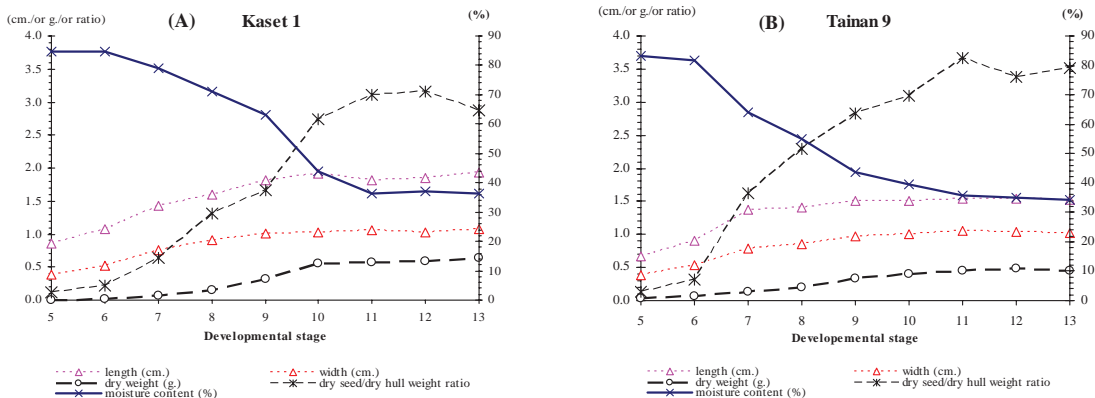 (cm./or g./or ratio) (A) Kaset 1 (%)
4.0 90
3.5 80
3.0 70
2.5 60
50
2.0 40
1.5 30
1.0 20
0.5 10
0.0 0
5 6 7 8 9 10 11 12 13
Developmental stage
length (cm.) width (cm.)
dry weight (g.) dry seed/dry hull weight ratio
moisture content (%)
(cm./or g./or ratio) (B) Tainan 9 (%)
4.0 90
3.5 80
3.0 70
2.5 60
50
2.0 40
1.5 30
1.0 20
0.5 10
0.0 0
5 6 7 8 9 10 11 12 13
Developemental stage
length (cm.) width (cm.)
dry weight (g.) dry seed/dry hull weight ratio
moisture content (%)